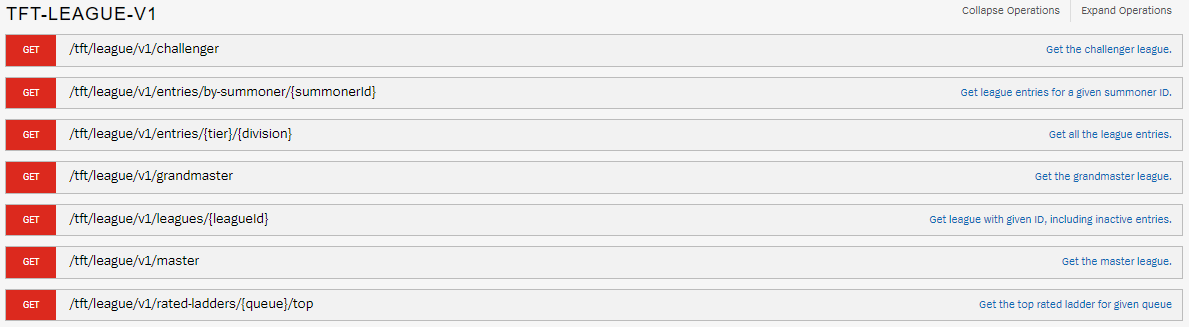 TFT-LEAGUE-V1 Collapse Operations Expand Operations
GET /tft/league/v1/challenger Get the challenger league.
GET /tft/league/v1/entries/by-summoner/{summonerId} Get league entries for a given summoner ID.
GET /tft/league/v1/entries/{tier}/{division} Get all the league entries.
GET /tft/league/v1/grandmaster Get the grandmaster league.
GET /tft/league/v1/leagues/{leagueId} Get league with given ID, including inactive entries.
GET /tft/league/v1/master Get the master league.
GET /tft/league/v1/rated-ladders/{queue}/top Get the top rated ladder for given queue